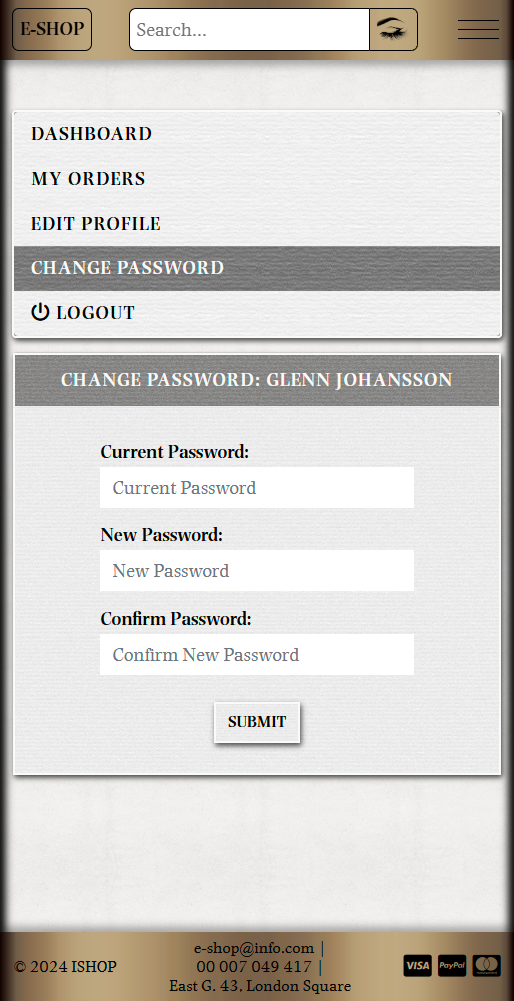 E-SHOP
Search...
DASHBOARD
MY ORDERS
EDIT PROFILE
CHANGE PASSWORD
LOGOUT
CHANGE PASSWORD: GLENN JOHANSSON
Current Password:
Current Password
New Password:
New Password
Confirm Password:
Confirm New Password
SUBMIT
e-shop@info.com |
© 2024 ISHOP
00 007 049 417 |
East G. 43, London Square
VISA
PayPal
MasterCard